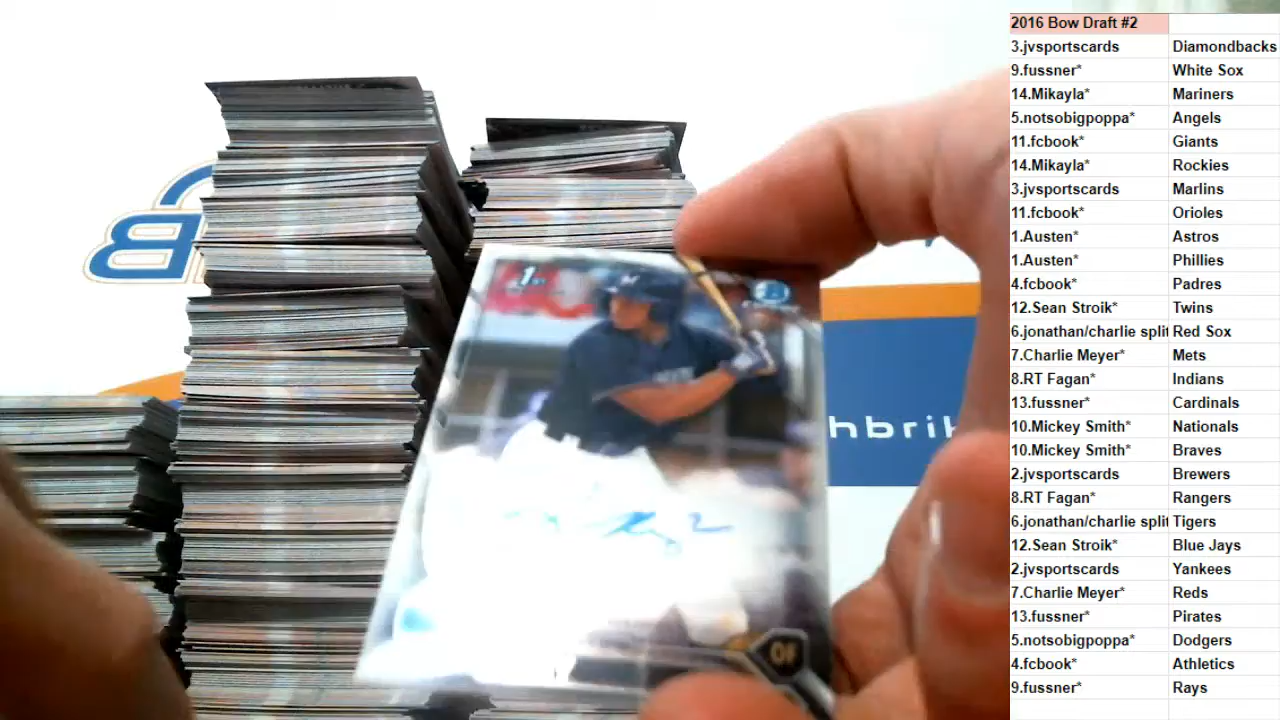 2016 Bow Draft #2
3.jvsportscards Diamondbacks
9.fussner* White Sox
14.Mikayla* Mariners
5.notsobigpoppa* Angels
11.fcbook* Giants
14.Mikayla* Rockies
3.jvsportscards Marlins
11.fcbook* Orioles
1.Austen* Astros
1.Austen* Phillies
4.fcbook* Padres
12.Sean Stroik* Twins
6.jonathan/charlie split Red Sox
7.Charlie Meyer* Mets
8.RT Fagan* Indians
13.fussner* Cardinals
10.Mickey Smith* Nationals
10.Mickey Smith* Braves
2.jvsportscards Brewers
8.RT Fagan* Rangers
6.jonathan/charlie split Tigers
12.Sean Stroik* Blue Jays
2.jvsportscards Yankees
7.Charlie Meyer* Reds
13.fussner* Pirates
5.notsobigpoppa* Dodgers
4.fcbook* Athletics
9.fussner* Rays
1st
B
hbrik
OF